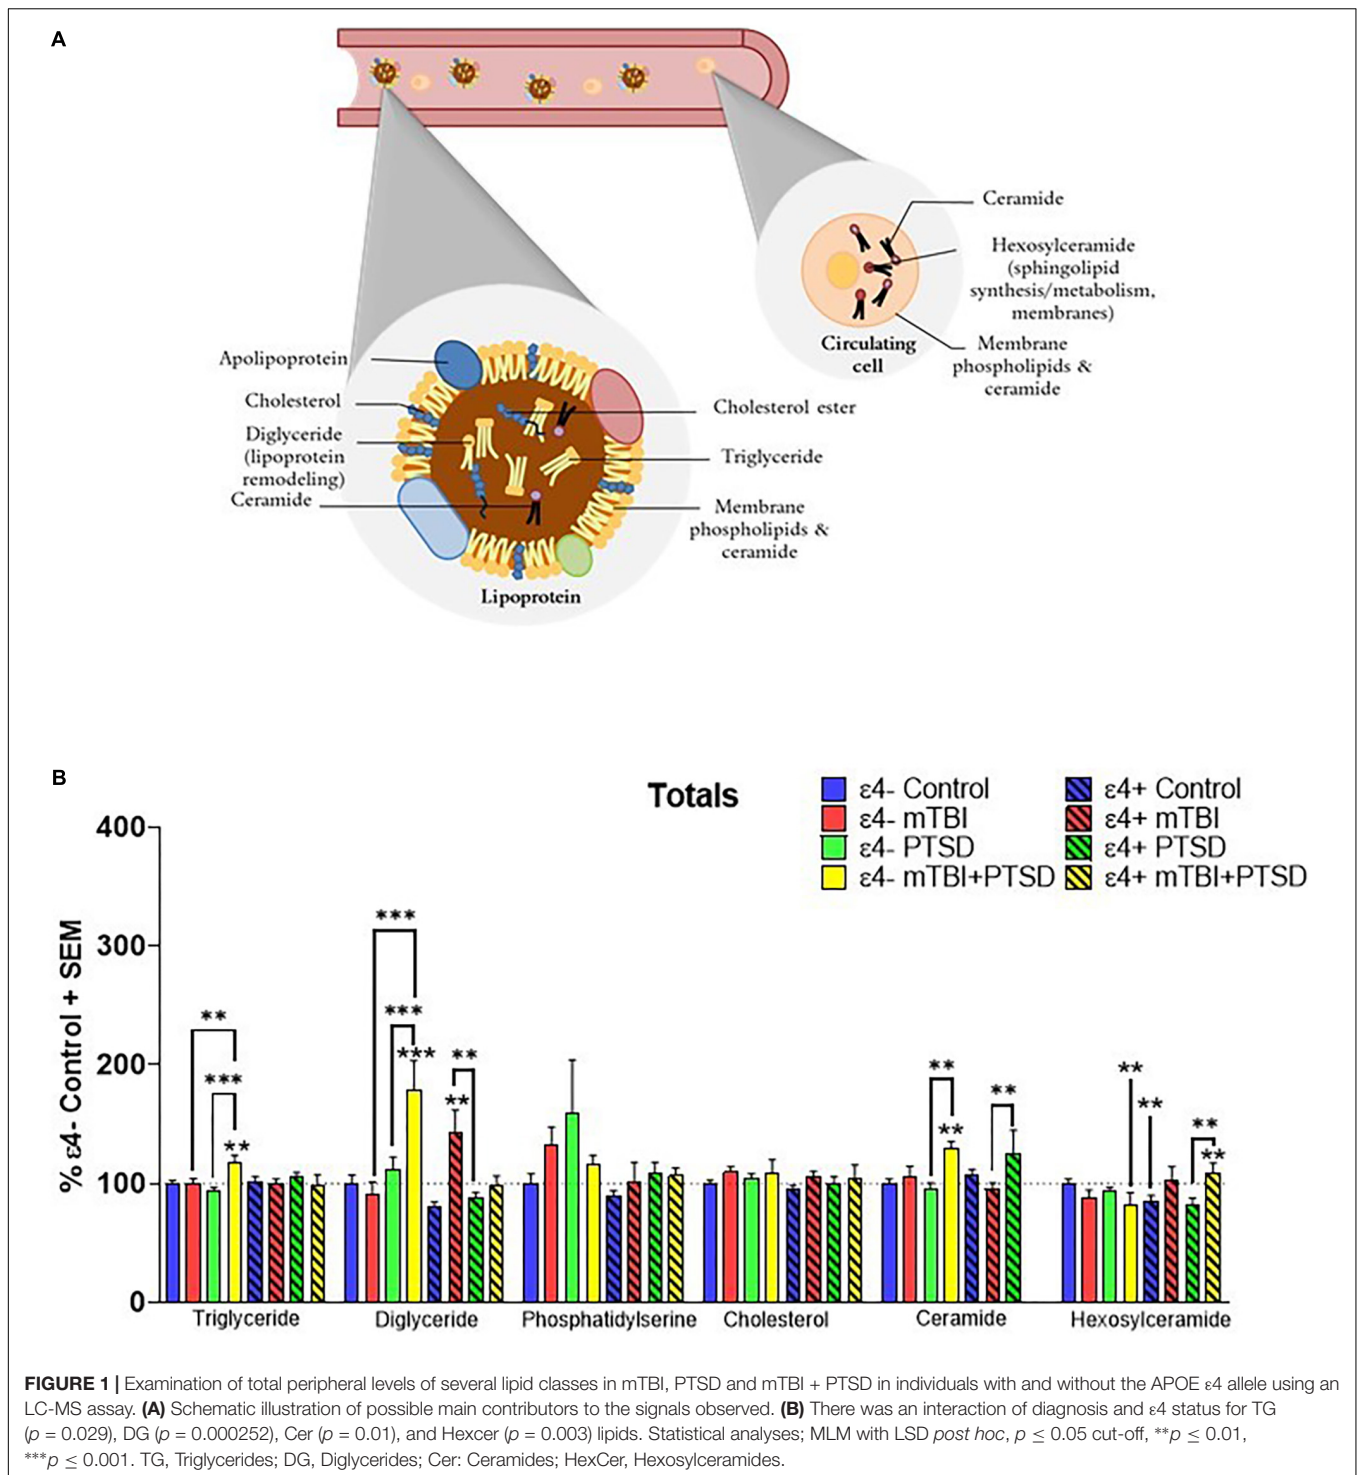 A
Ceramide
Hexosylceramide
(sphingolipid
synthesis/metabolism,
membranes)
Circulating
cell
Membrane
phospholipids &
ceramide
Apolipoprotein
Cholesterol
Diglyceride
(lipoprotein
remodeling)
Ceramide
Cholesterol ester
Triglyceride
Membrane
phospholipids &
ceramide
Lipoprotein
B
Totals
ε4- Control
ε4- mTBI
ε4- PTSD
ε4- mTBI+PTSD
ε4+ Control
ε4+ mTBI
ε4+ PTSD
ε4+ mTBI+PTSD
% ε4- Control + SEM
400
300
200
100
0
**
***
**
***
***
***
**
**
**
**
**
**
**
**
**
Triglyceride
Diglyceride
Phosphatidylserine
Cholesterol
Ceramide
Hexosylceramide
FIGURE 1 | Examination of total peripheral levels of several lipid classes in mTBI, PTSD and mTBI + PTSD in individuals with and without the APOE ε4 allele using an
LC-MS assay. (A) Schematic illustration of possible main contributors to the signals observed. (B) There was an interaction of diagnosis and ε4 status for TG
(p = 0.029), DG (p = 0.000252), Cer (p = 0.01), and Hexcer (p = 0.003) lipids. Statistical analyses; MLM with LSD post hoc, p ≤ 0.05 cut-off, **p ≤ 0.01,
***p ≤ 0.001. TG, Triglycerides; DG, Diglycerides; Cer: Ceramides; HexCer, Hexosylceramides.